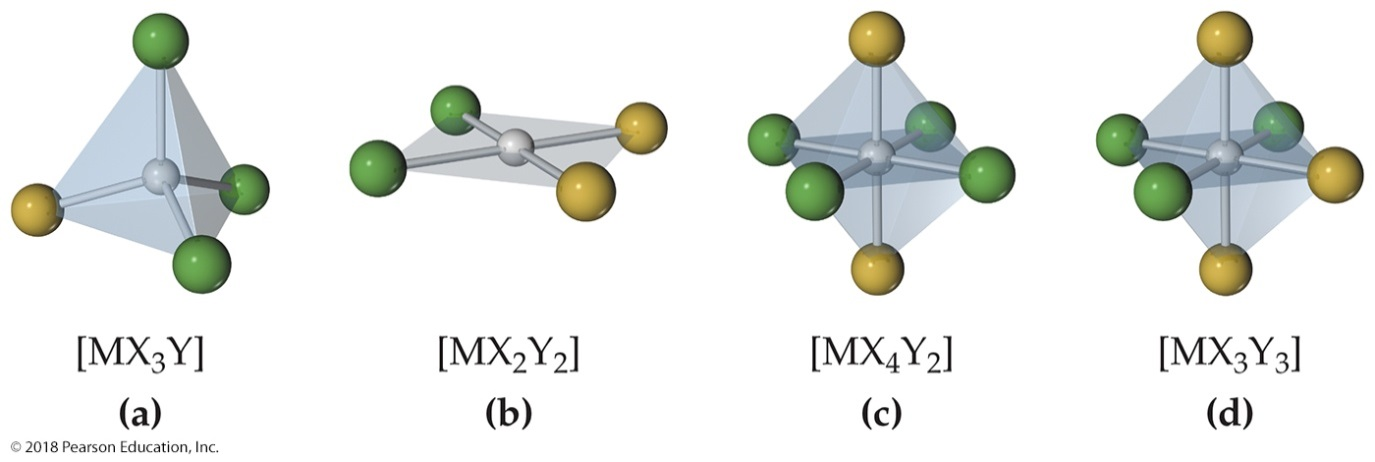 [MX₃Y]
(a)
[MX₂Y₂]
(b)
[MX₄Y₂]
(c)
[MX₃Y₃]
(d)
© 2018 Pearson Education, Inc.